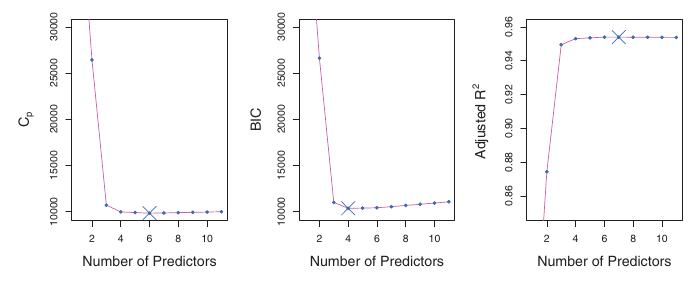 Cp
10000
15000
20000
25000
30000
2 4 6 8 10
Number of Predictors
BIC
10000
15000
20000
25000
30000
2 4 6 8 10
Number of Predictors
Adjusted R²
0.86
0.88
0.90
0.92
0.94
0.96
2 4 6 8 10
Number of Predictors